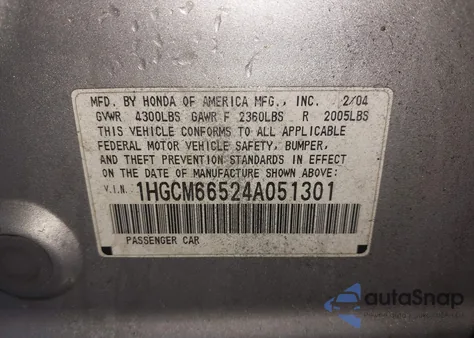 MFD. BY HONDA OF AMERICA MFG., INC. 2/04
GVWR 4300LBS GAWR F 2360LBS R 2005LBS
THIS VEHICLE CONFORMS TO ALL APPLICABLE
FEDERAL MOTOR VEHICLE SAFETY, BUMPER,
AND THEFT PREVENTION STANDARDS IN EFFECT
ON THE DATE OF MANUFACTURE SHOWN ABOVE:
V.I.N. 1HGCM66524A051301
PASSENGER CAR
autoSnap